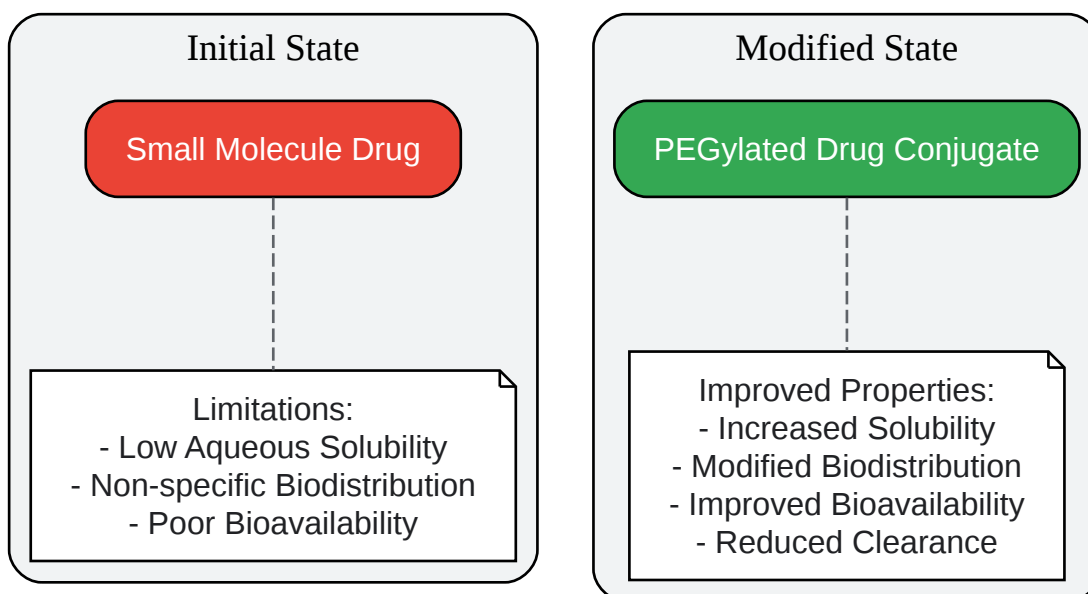 Initial State
Small Molecule Drug
Limitations:
- Low Aqueous Solubility
- Non-specific Biodistribution
- Poor Bioavailability
Modified State
PEGylated Drug Conjugate
Improved Properties:
- Increased Solubility
- Modified Biodistribution
- Improved Bioavailability
- Reduced Clearance